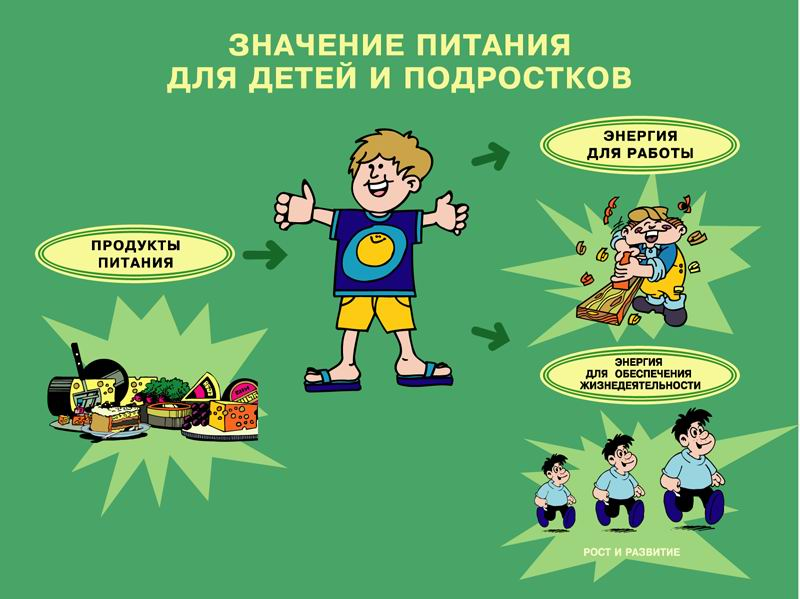 ЗНАЧЕНИЕ ПИТАНИЯ
ДЛЯ ДЕТЕЙ И ПОДРОСТКОВ
ПРОДУКТЫ
ПИТАНИЯ
ЭНЕРГИЯ
ДЛЯ РАБОТЫ
ЭНЕРГИЯ
ДЛЯ ОБЕСПЕЧЕНИЯ
ЖИЗНЕДЕЯТЕЛЬНОСТИ
РОСТ И РАЗВИТИЕ